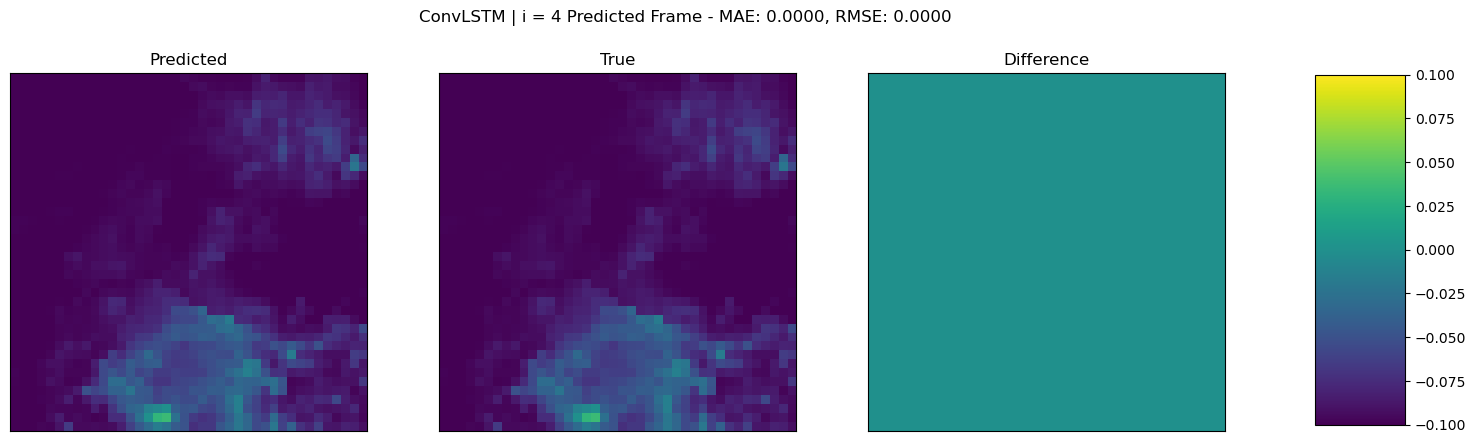 ConvLSTM | i = 4 Predicted Frame - MAE: 0.0000, RMSE: 0.0000
Predicted
True
Difference
0.100
0.075
0.050
0.025
0.000
−0.025
−0.050
−0.075
−0.100